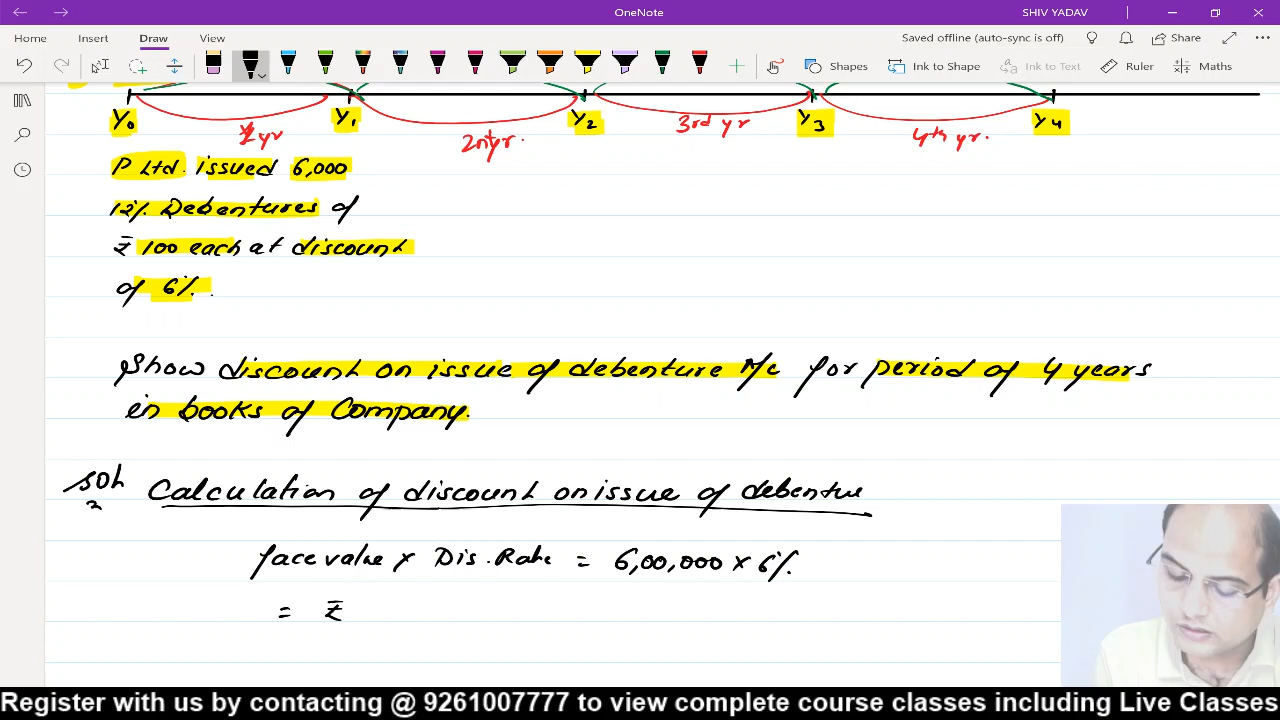 OneNote
SHIV YADAV
Home Insert Draw View
Saved offline (auto-sync is off)
Share
Shapes
Ink to Shape
Ink to Text
Ruler
Maths
Y0 Y1 Y2 Y3 Y4
yr 2nd yr. 3rd yr 4th yr.
P Ltd. issued 6,000
12% Debentures of
₹ 100 each at discount
of 6%.
Show discount on issue of debenture A/c for period of 4 years
in books of Company.
Soln Calculation of discount on issue of debenture
face value x Dis. Rate = 6,00,000 x 6%.
= ₹
Register with us by contacting @ 9261007777 to view complete course classes including Live Classes